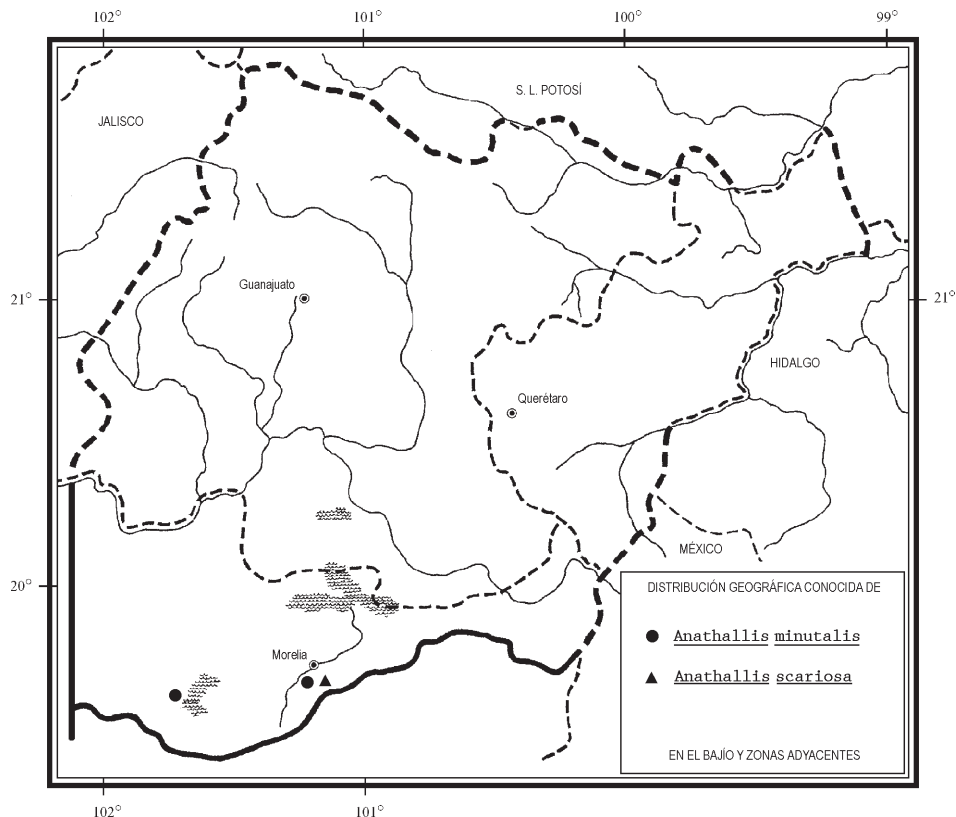 102° 101° 100° 99°
S. L. POTOSÍ
JALISCO
Guanajuato
21° 21°
HIDALGO
Querétaro
MÉXICO
20°
DISTRIBUCIÓN GEOGRÁFICA CONOCIDA DE
Anathallis minutalis
Morelia
Anathallis scariosa
EN EL BAJÍO Y ZONAS ADYACENTES
102° 101°